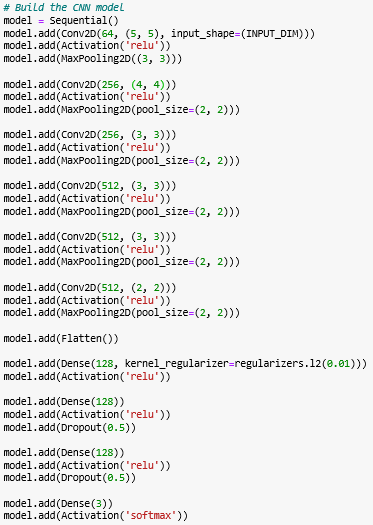 # Build the CNN model
model = Sequential()
model.add(Conv2D(64, (5, 5), input_shape=(INPUT_DIM)))
model.add(Activation('relu'))
model.add(MaxPooling2D((3, 3)))
model.add(Conv2D(256, (4, 4)))
model.add(Activation('relu'))
model.add(MaxPooling2D(pool_size=(2, 2)))
model.add(Conv2D(256, (3, 3)))
model.add(Activation('relu'))
model.add(MaxPooling2D(pool_size=(2, 2)))
model.add(Conv2D(512, (3, 3)))
model.add(Activation('relu'))
model.add(MaxPooling2D(pool_size=(2, 2)))
model.add(Conv2D(512, (3, 3)))
model.add(Activation('relu'))
model.add(MaxPooling2D(pool_size=(2, 2)))
model.add(Conv2D(512, (2, 2)))
model.add(Activation('relu'))
model.add(MaxPooling2D(pool_size=(2, 2)))
model.add(Flatten())
model.add(Dense(128, kernel_regularizer=regularizers.l2(0.01)))
model.add(Activation('relu'))
model.add(Dense(128))
model.add(Activation('relu'))
model.add(Dropout(0.5))
model.add(Dense(128))
model.add(Activation('relu'))
model.add(Dropout(0.5))
model.add(Dense(3))
model.add(Activation('softmax'))